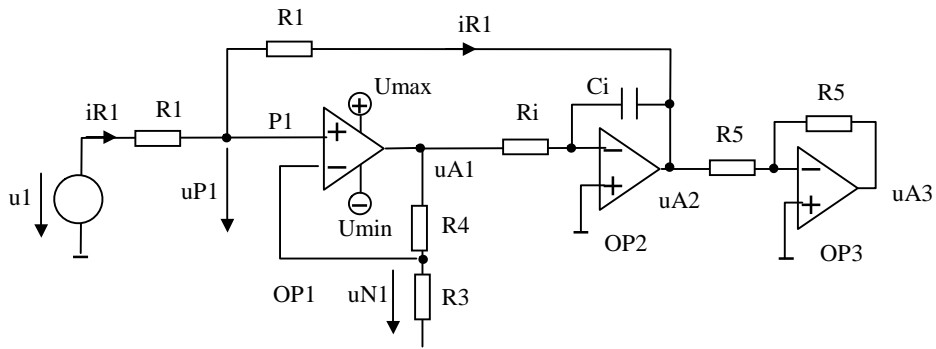 R1
iR1
Umax
iR1
R1
P1
+
−
Ri
Ci
R5
u1
uP1
uA1
−
+
R5
−
+
uA2
uA3
Umin
R4
OP2
OP3
OP1
uN1
R3